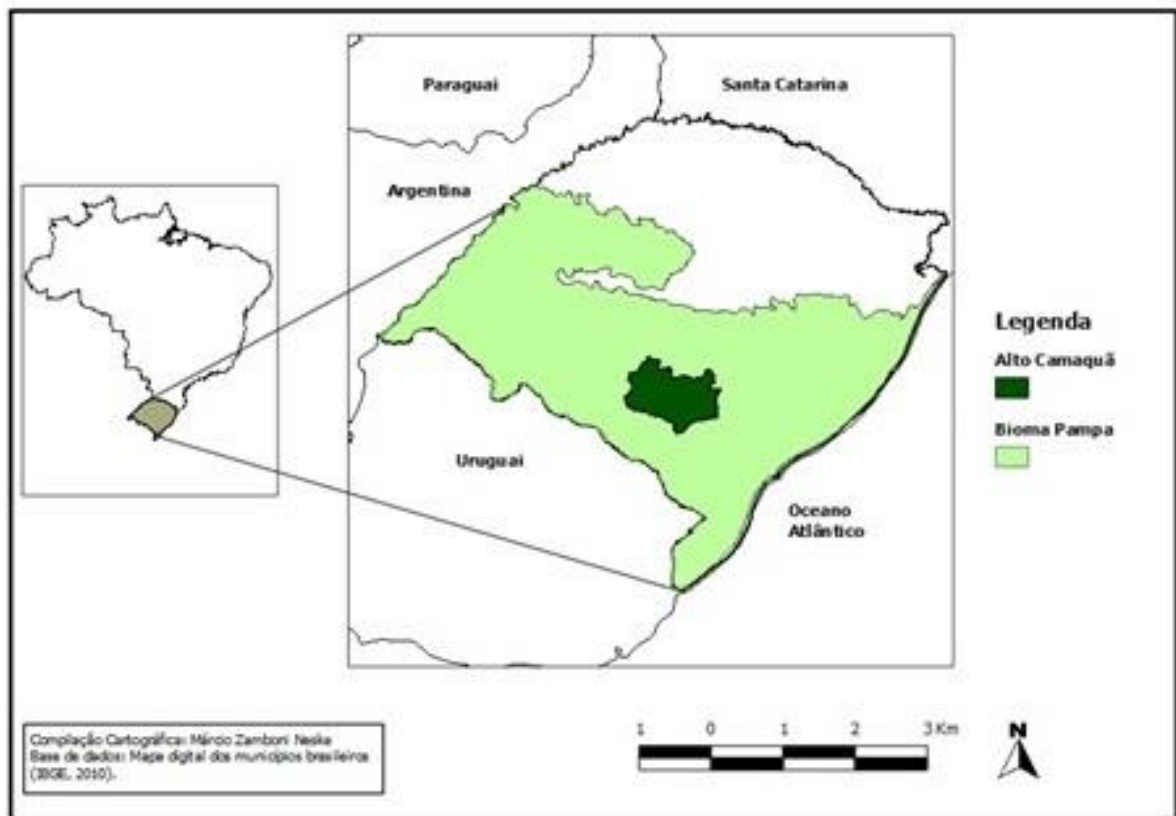 Paraguai
Santa Catarina
Argentina
Uruguai
Oceano
Atlântico
Legenda
Alto Camaquã
Bioma Pampa
Compilação Cartográfica: Márcio Zamboni Neske
Base de dados: Mapa digital dos municípios brasileiros
(IBGE, 2010).
1 0 1 2 3 Km
N